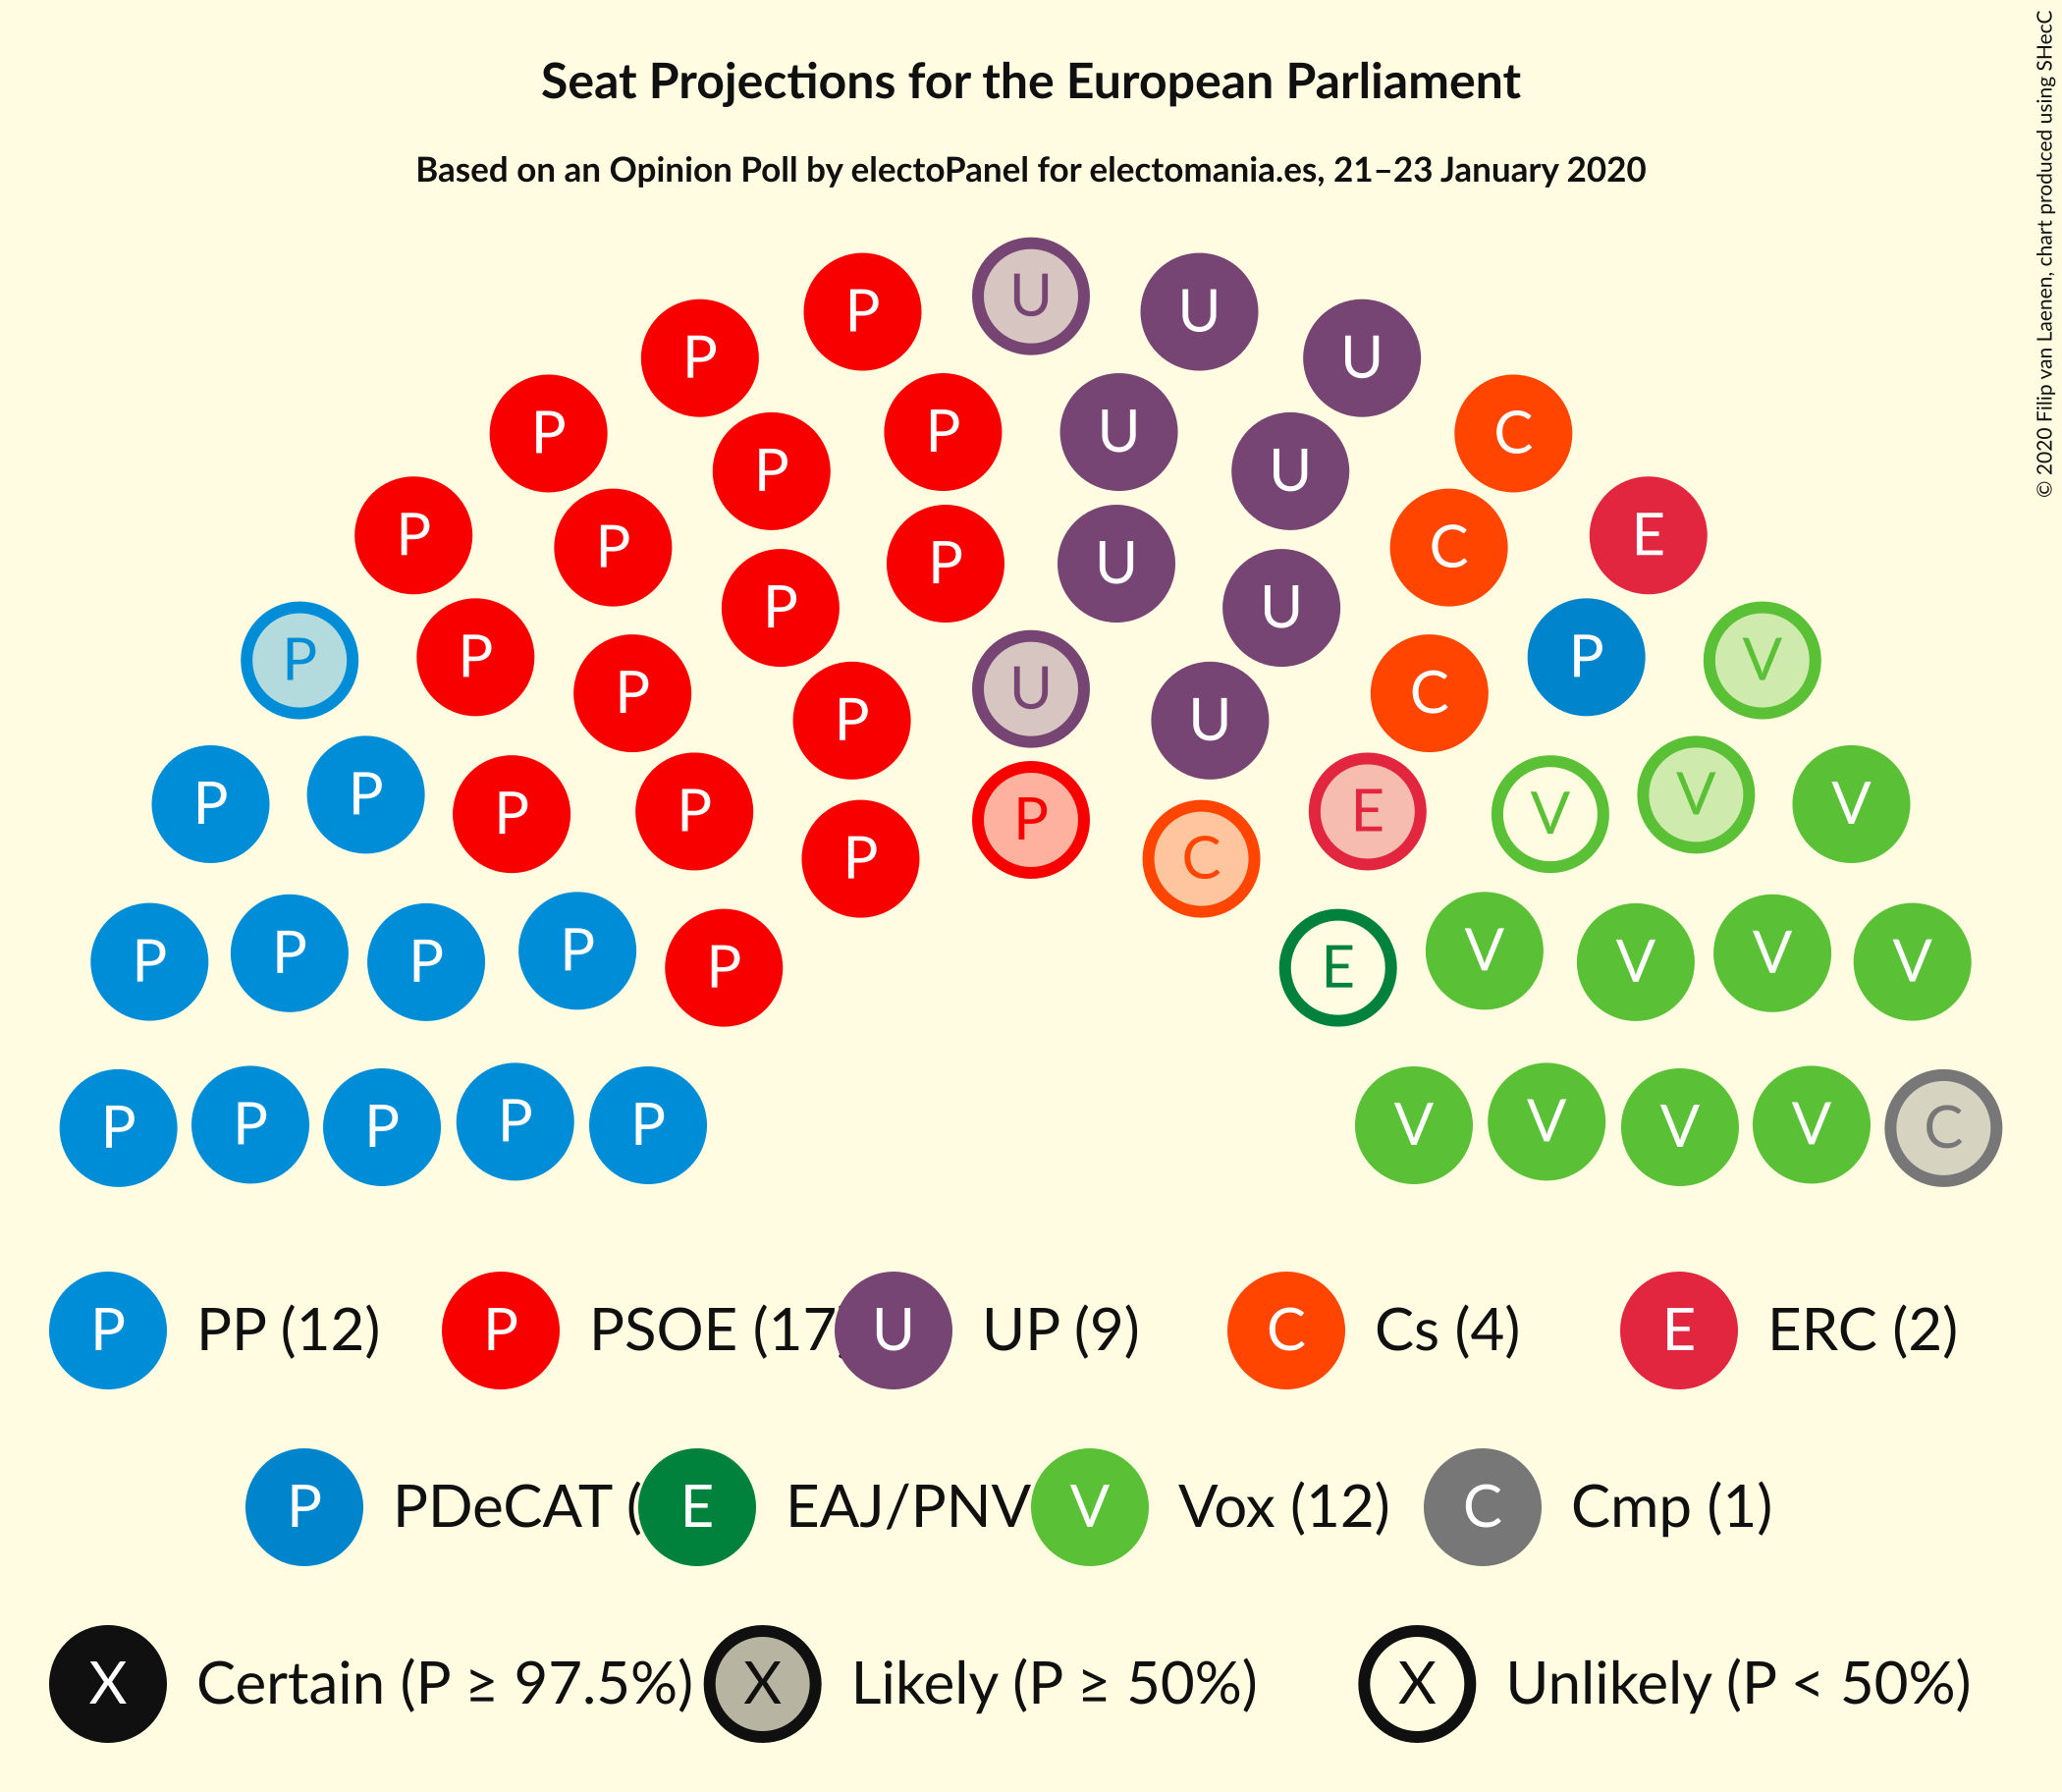 Seat Projections for the European Parliament
Based on an Opinion Poll by electoPanel for electomania.es, 21–23 January 2020
© 2020 Filip van Laenen, chart produced using SHecC
P U U
P U
P P U C
P U
P P P U C E
P U
P P P U C P V
P U
P P P P P E V V V
P C
P P P P P E V V V V
P P P P P V V V V C
P PP (12) P PSOE (17 U UP (9) C Cs (4) E ERC (2)
P PDeCAT ( E EAJ/PNV V Vox (12) C Cmp (1)
X Certain (P ≥ 97.5%) X Likely (P ≥ 50%) X Unlikely (P < 50%)